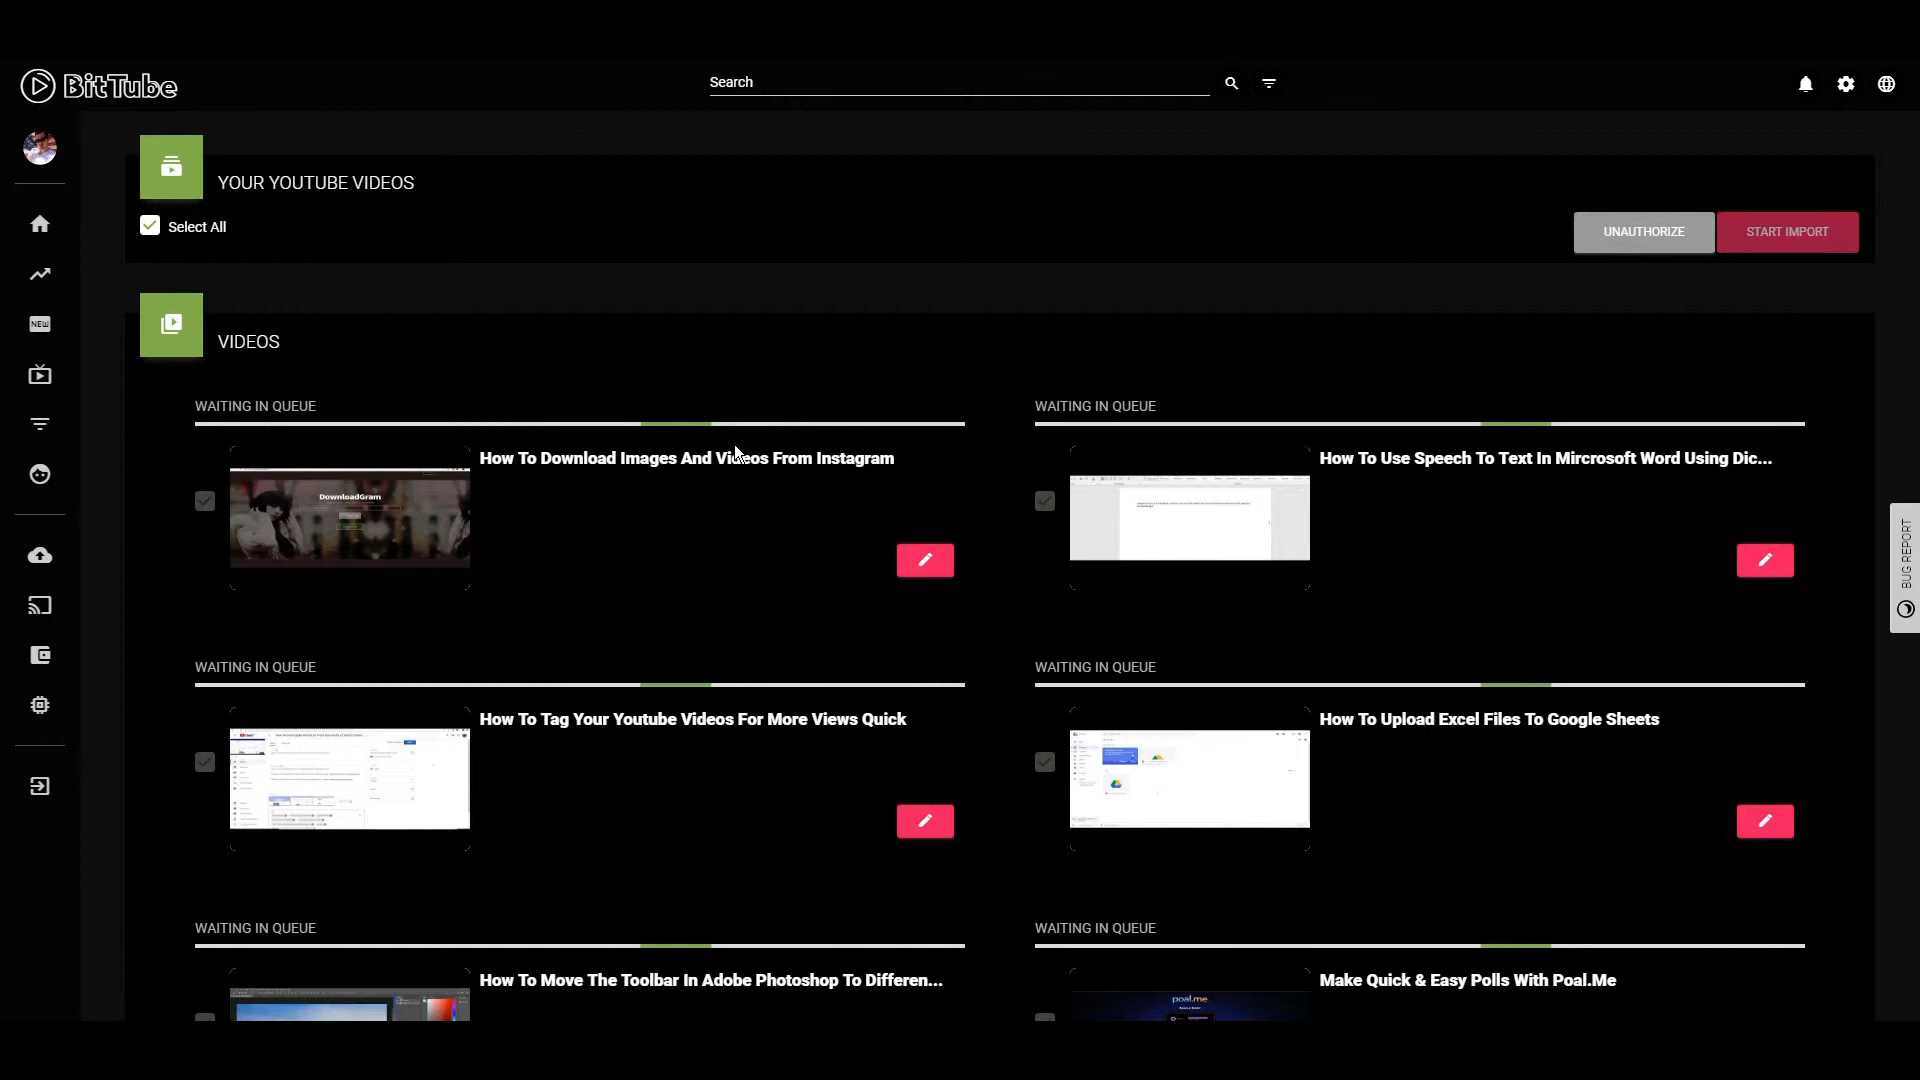 BitTube
Search
YOUR YOUTUBE VIDEOS
Select All
UNAUTHORIZE
START IMPORT
NEW
VIDEOS
WAITING IN QUEUE
WAITING IN QUEUE
How To Download Images And Videos From Instagram
How To Use Speech To Text In Mircrosoft Word Using Dic...
DownloadGram
BUG REPORT
WAITING IN QUEUE
WAITING IN QUEUE
How To Tag Your Youtube Videos For More Views Quick
How To Upload Excel Files To Google Sheets
WAITING IN QUEUE
WAITING IN QUEUE
How To Move The Toolbar In Adobe Photoshop To Differen...
Make Quick & Easy Polls With Poal.Me
poal.me